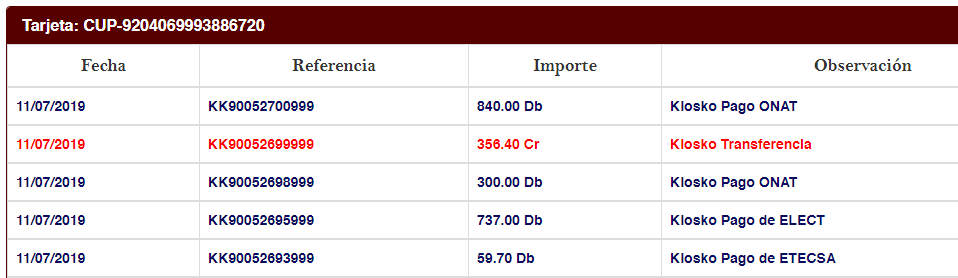 Tarjeta: CUP-9204069993886720
Fecha Referencia Importe Observación
11/07/2019 KK90052700999 840.00 Db Kiosko Pago ONAT
11/07/2019 KK90052699999 356.40 Cr Kiosko Transferencia
11/07/2019 KK90052698999 300.00 Db Kiosko Pago ONAT
11/07/2019 KK90052695999 737.00 Db Kiosko Pago de ELECT
11/07/2019 KK90052693999 59.70 Db Kiosko Pago de ETECSA